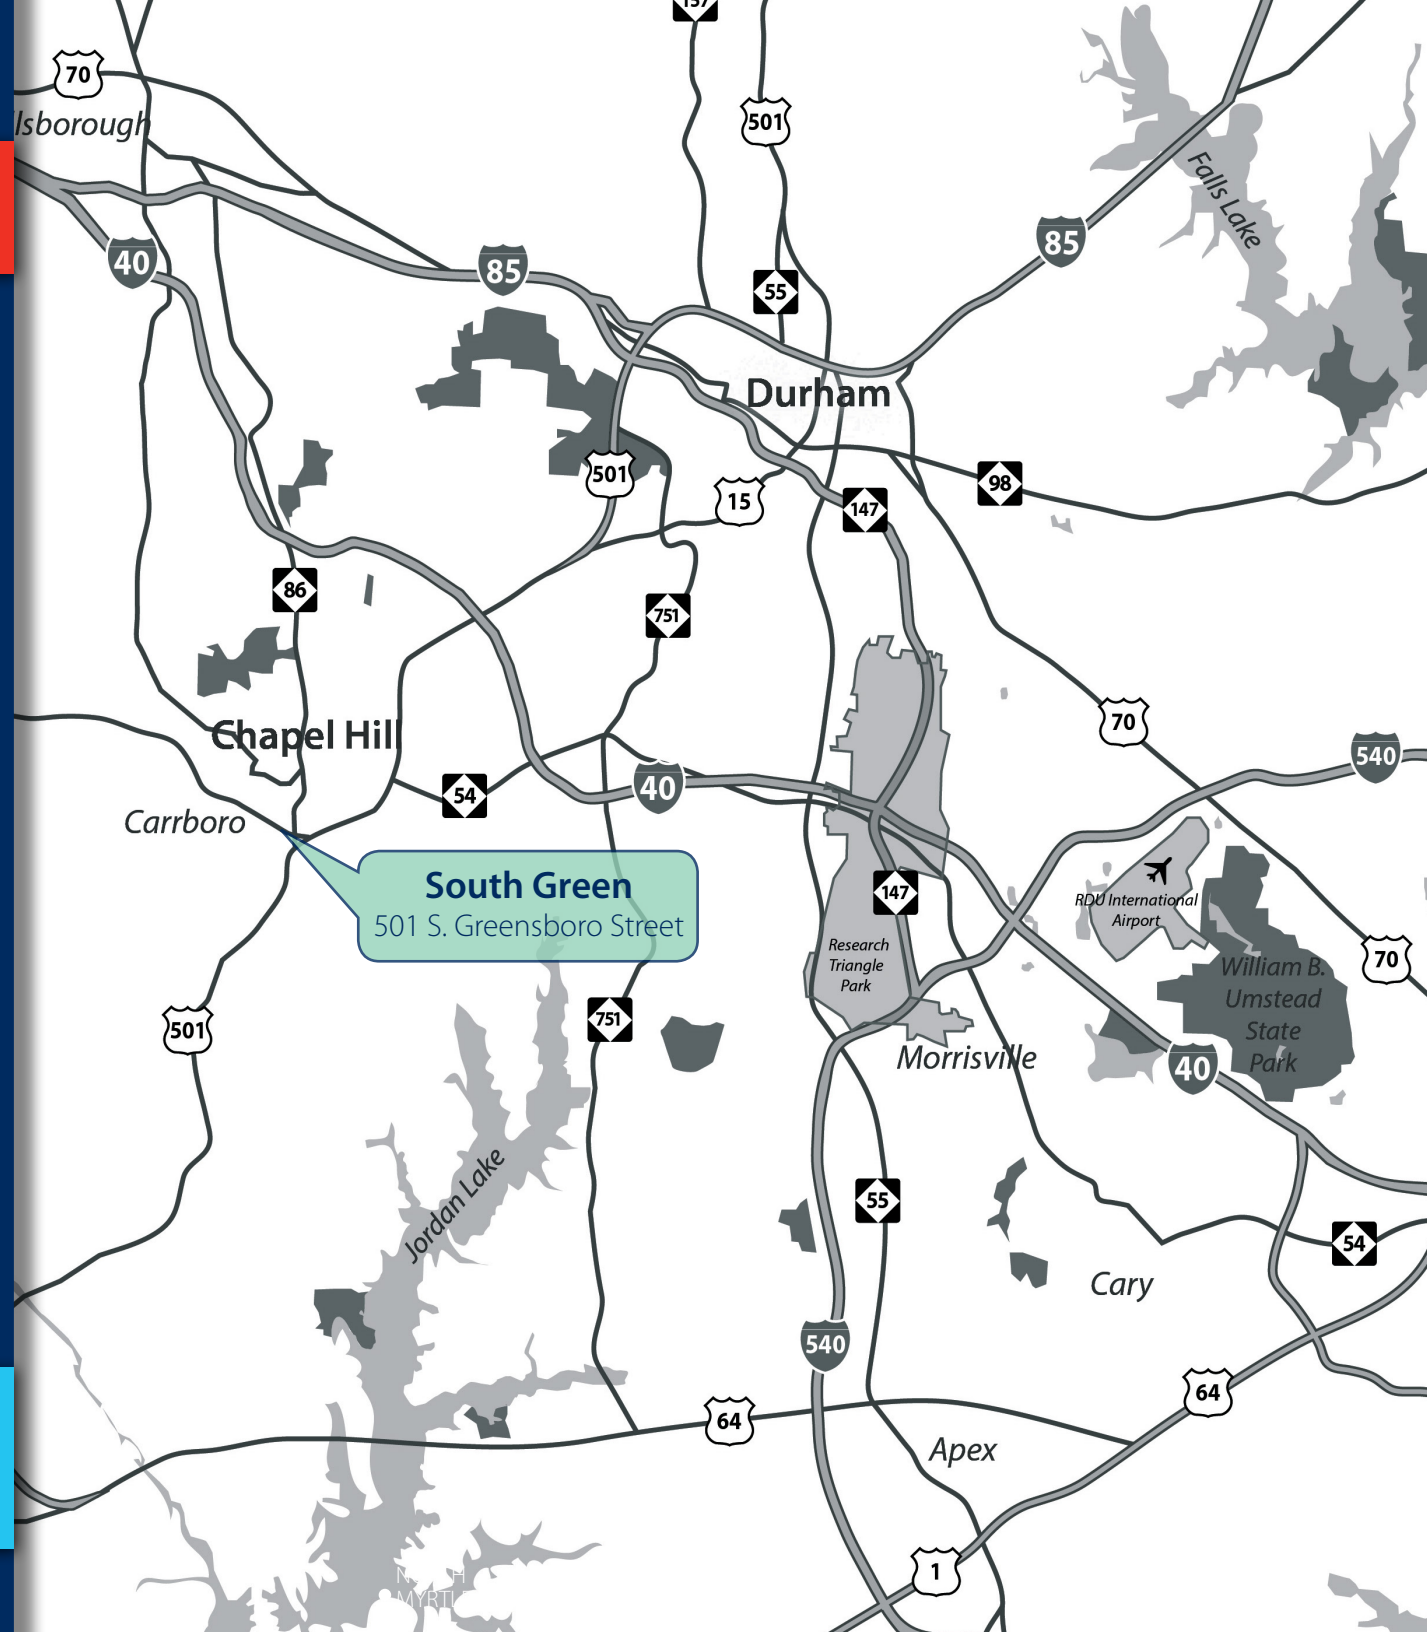 157
70
501
lsborough
Falls Lake
85
40
85
55
Durham
501
98
15
147
86
751
70
Chapel Hill
540
40
54
Carrboro
South Green
501 S. Greensboro Street
147
RDU International
Airport
Research
Triangle
Park
70
William B.
Umstead
State
Park
501
751
Morrisville
40
Jordan Lake
55
54
Cary
540
64
64
Apex
1